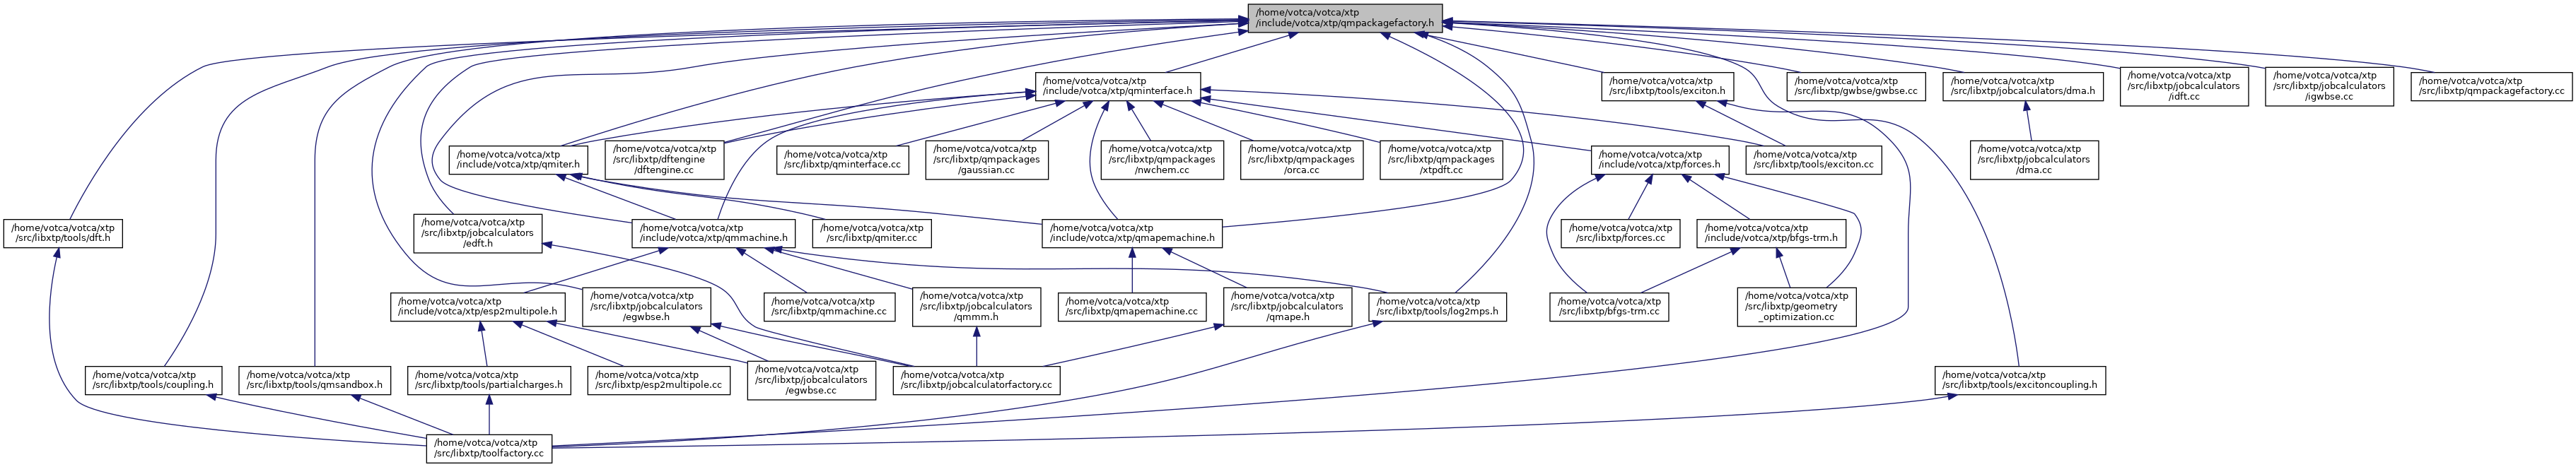 /home/votca/votca/xtp
/include/votca/xtp/qmpackagefactory.h
/home/votca/votca/xtp
/include/votca/xtp/qminterface.h
/home/votca/votca/xtp
/src/libxtp/tools/exciton.h
/home/votca/votca/xtp
/src/libxtp/gwbse/gwbse.cc
/home/votca/votca/xtp
/src/libxtp/jobcalculators/dma.h
/home/votca/votca/xtp
/src/libxtp/jobcalculators
/idft.cc
/home/votca/votca/xtp
/src/libxtp/jobcalculators
/igwbse.cc
/home/votca/votca/xtp
/src/libxtp/qmpackagefactory.cc
/home/votca/votca/xtp
/include/votca/xtp/qmiter.h
/home/votca/votca/xtp
/src/libxtp/dftengine
/dftengine.cc
/home/votca/votca/xtp
/src/libxtp/qminterface.cc
/home/votca/votca/xtp
/src/libxtp/qmpackages
/gaussian.cc
/home/votca/votca/xtp
/src/libxtp/qmpackages
/nwchem.cc
/home/votca/votca/xtp
/src/libxtp/qmpackages
/orca.cc
/home/votca/votca/xtp
/src/libxtp/qmpackages
/xtpdft.cc
/home/votca/votca/xtp
/include/votca/xtp/forces.h
/home/votca/votca/xtp
/src/libxtp/tools/exciton.cc
/home/votca/votca/xtp
/src/libxtp/jobcalculators
/dma.cc
/home/votca/votca/xtp
/src/libxtp/tools/dft.h
/home/votca/votca/xtp
/src/libxtp/jobcalculators
/edft.h
/home/votca/votca/xtp
/include/votca/xtp/qmmachine.h
/home/votca/votca/xtp
/src/libxtp/qmiter.cc
/home/votca/votca/xtp
/include/votca/xtp/qmapemachine.h
/home/votca/votca/xtp
/src/libxtp/forces.cc
/home/votca/votca/xtp
/include/votca/xtp/bfgs-trm.h
/home/votca/votca/xtp
/include/votca/xtp/esp2multipole.h
/home/votca/votca/xtp
/src/libxtp/jobcalculators
/egwbse.h
/home/votca/votca/xtp
/src/libxtp/qmmachine.cc
/home/votca/votca/xtp
/src/libxtp/jobcalculators
/qmmm.h
/home/votca/votca/xtp
/src/libxtp/qmapemachine.cc
/home/votca/votca/xtp
/src/libxtp/jobcalculators
/qmape.h
/home/votca/votca/xtp
/src/libxtp/tools/log2mps.h
/home/votca/votca/xtp
/src/libxtp/bfgs-trm.cc
/home/votca/votca/xtp
/src/libxtp/geometry
_optimization.cc
/home/votca/votca/xtp
/src/libxtp/tools/coupling.h
/home/votca/votca/xtp
/src/libxtp/tools/qmsandbox.h
/home/votca/votca/xtp
/src/libxtp/tools/partialcharges.h
/home/votca/votca/xtp
/src/libxtp/esp2multipole.cc
/home/votca/votca/xtp
/src/libxtp/jobcalculators
/egwbse.cc
/home/votca/votca/xtp
/src/libxtp/jobcalculatorfactory.cc
/home/votca/votca/xtp
/src/libxtp/tools/excitoncoupling.h
/home/votca/votca/xtp
/src/libxtp/toolfactory.cc